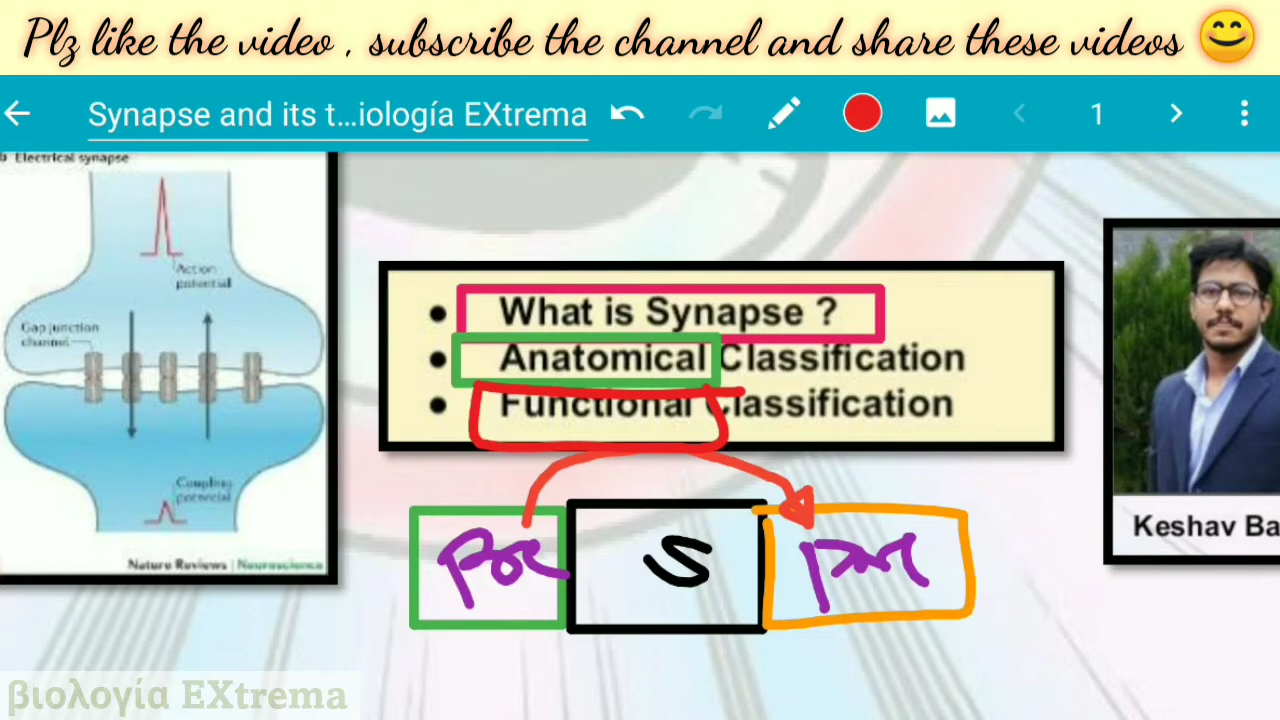 Plz like the video , subscribe the channel and share these videos 😊
Synapse and its t...iología EXtrema
1
b Electrical synapse
Action
potential
Gap junction
channel
Coupling
potential
Nature Reviews | Neuroscience
• What is Synapse ?
• Anatomical Classification
• Functional Classification
S
Keshav Ba
βιολογία EXtrema